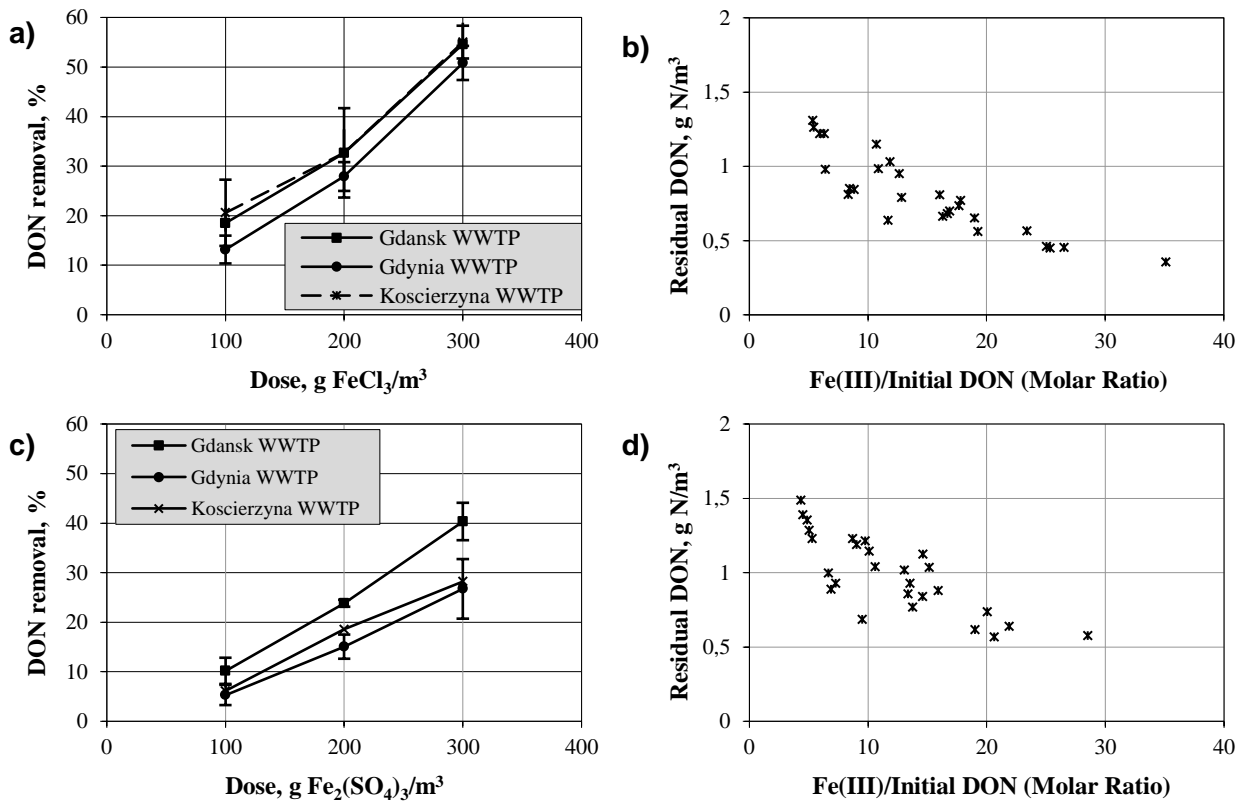 a)
DON removal, %
60
50
40
30
20
10
0
0 100 200 300 400
Dose, g FeCl₃/m³
Gdansk WWTP
Gdynia WWTP
Koscierzyna WWTP
b)
Residual DON, g N/m³
2
1,5
1
0,5
0
0 10 20 30 40
Fe(III)/Initial DON (Molar Ratio)
c)
DON removal, %
60
50
40
30
20
10
0
0 100 200 300 400
Dose, g Fe₂(SO₄)₃/m³
Gdansk WWTP
Gdynia WWTP
Koscierzyna WWTP
d)
Residual DON, g N/m³
2
1,5
1
0,5
0
0 10 20 30 40
Fe(III)/Initial DON (Molar Ratio)